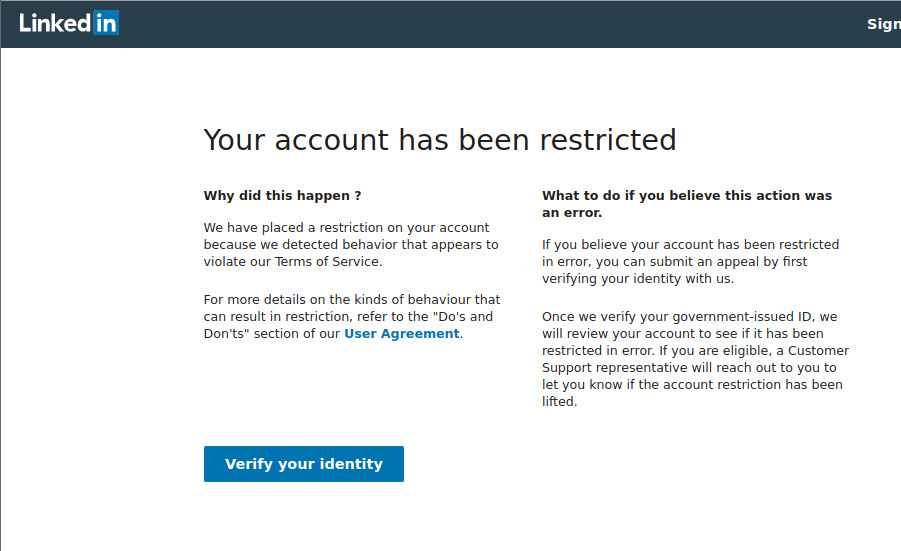 LinkedIn
Sign
Your account has been restricted
Why did this happen ?
We have placed a restriction on your account
because we detected behavior that appears to
violate our Terms of Service.
For more details on the kinds of behaviour that
can result in restriction, refer to the "Do's and
Don'ts" section of our User Agreement.
What to do if you believe this action was
an error.
If you believe your account has been restricted
in error, you can submit an appeal by first
verifying your identity with us.
Once we verify your government-issued ID, we
will review your account to see if it has been
restricted in error. If you are eligible, a Customer
Support representative will reach out to you to
let you know if the account restriction has been
lifted.
Verify your identity